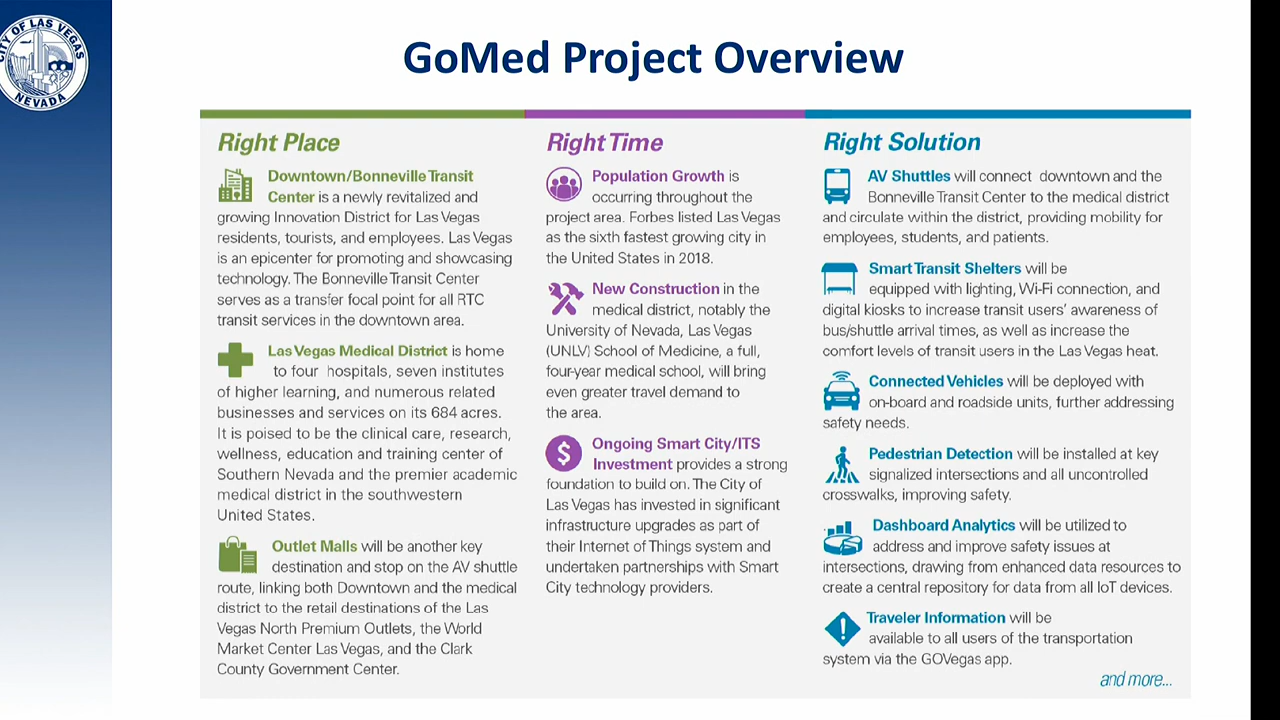 CITY OF LAS VEGAS
NEVADA
GoMed Project Overview
Right Place
Downtown/Bonneville Transit
Center is a newly revitalized and
growing Innovation District for Las Vegas
residents, tourists, and employees. Las Vegas
is an epicenter for promoting and showcasing
technology. The Bonneville Transit Center
serves as a transfer focal point for all RTC
transit services in the downtown area.
Las Vegas Medical District is home
to four hospitals, seven institutes
of higher learning, and numerous related
businesses and services on its 684 acres.
It is poised to be the clinical care, research,
wellness, education and training center of
Southern Nevada and the premier academic
medical district in the southwestern
United States.
Outlet Malls will be another key
destination and stop on the AV shuttle
route, linking both Downtown and the medical
district to the retail destinations of the Las
Vegas North Premium Outlets, the World
Market Center Las Vegas, and the Clark
County Government Center.
Right Time
Population Growth is
occurring throughout the
project area. Forbes listed Las Vegas
as the sixth fastest growing city in
the United States in 2018.
New Construction in the
medical district, notably the
University of Nevada, Las Vegas
(UNLV) School of Medicine, a full,
four-year medical school, will bring
even greater travel demand to
the area.
Ongoing Smart City/ITS
Investment provides a strong
foundation to build on. The City of
Las Vegas has invested in significant
infrastructure upgrades as part of
their Internet of Things system and
undertaken partnerships with Smart
City technology providers.
Right Solution
AV Shuttles will connect downtown and the
Bonneville Transit Center to the medical district
and circulate within the district, providing mobility for
employees, students, and patients.
Smart Transit Shelters will be
equipped with lighting, Wi-Fi connection, and
digital kiosks to increase transit users' awareness of
bus/shuttle arrival times, as well as increase the
comfort levels of transit users in the Las Vegas heat.
Connected Vehicles will be deployed with
on-board and roadside units, further addressing
safety needs.
Pedestrian Detection will be installed at key
signalized intersections and all uncontrolled
crosswalks, improving safety.
Dashboard Analytics will be utilized to
address and improve safety issues at
intersections, drawing from enhanced data resources to
create a central repository for data from all IoT devices.
Traveler Information will be
available to all users of the transportation
system via the GOVegas app.
and more...